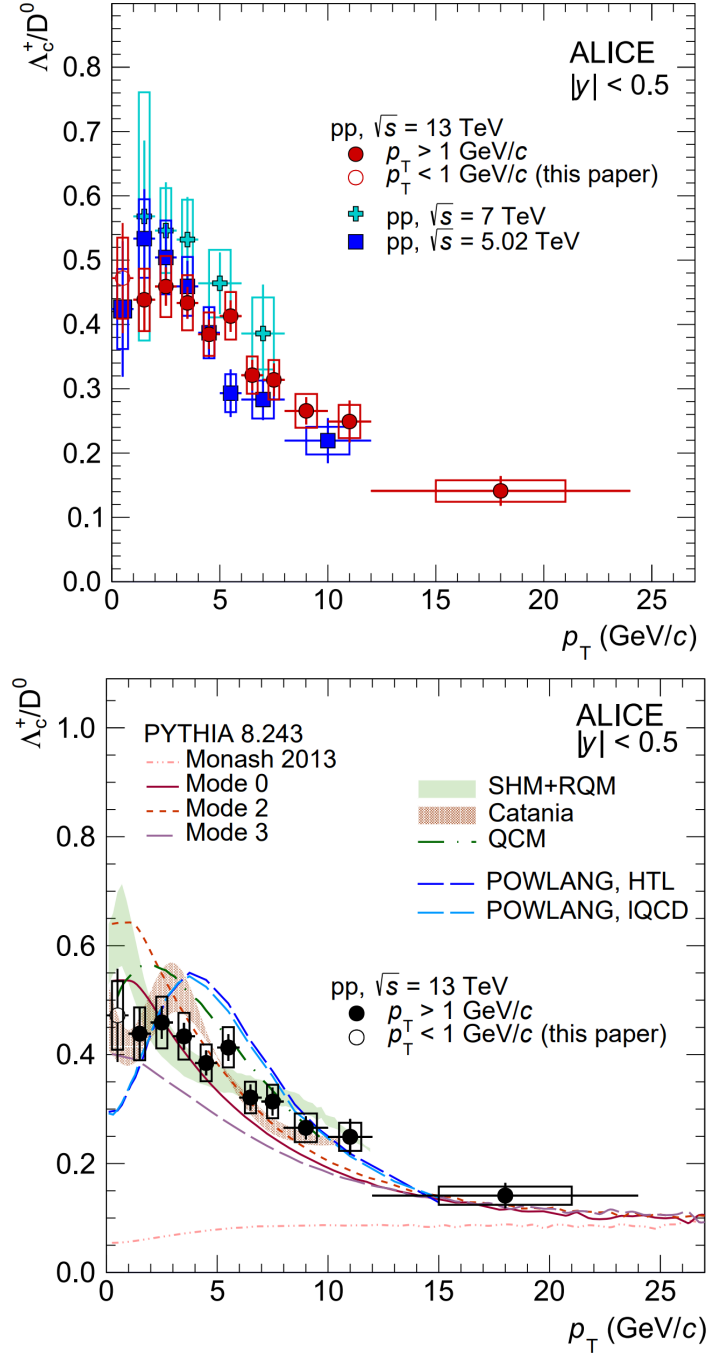 Λc+/D0
ALICE
|y| < 0.5
pp, √s = 13 TeV
pT > 1 GeV/c
pT < 1 GeV/c (this paper)
pp, √s = 7 TeV
pp, √s = 5.02 TeV
0.8
0.7
0.6
0.5
0.4
0.3
0.2
0.1
0.0
0 5 10 15 20 25
pT (GeV/c)
Λc+/D0
ALICE
|y| < 0.5
PYTHIA 8.243
Monash 2013
Mode 0
Mode 2
Mode 3
SHM+RQM
Catania
QCM
POWLANG, HTL
POWLANG, lQCD
pp, √s = 13 TeV
pT > 1 GeV/c
pT < 1 GeV/c (this paper)
1.0
0.8
0.6
0.4
0.2
0.0
0 5 10 15 20 25
pT (GeV/c)